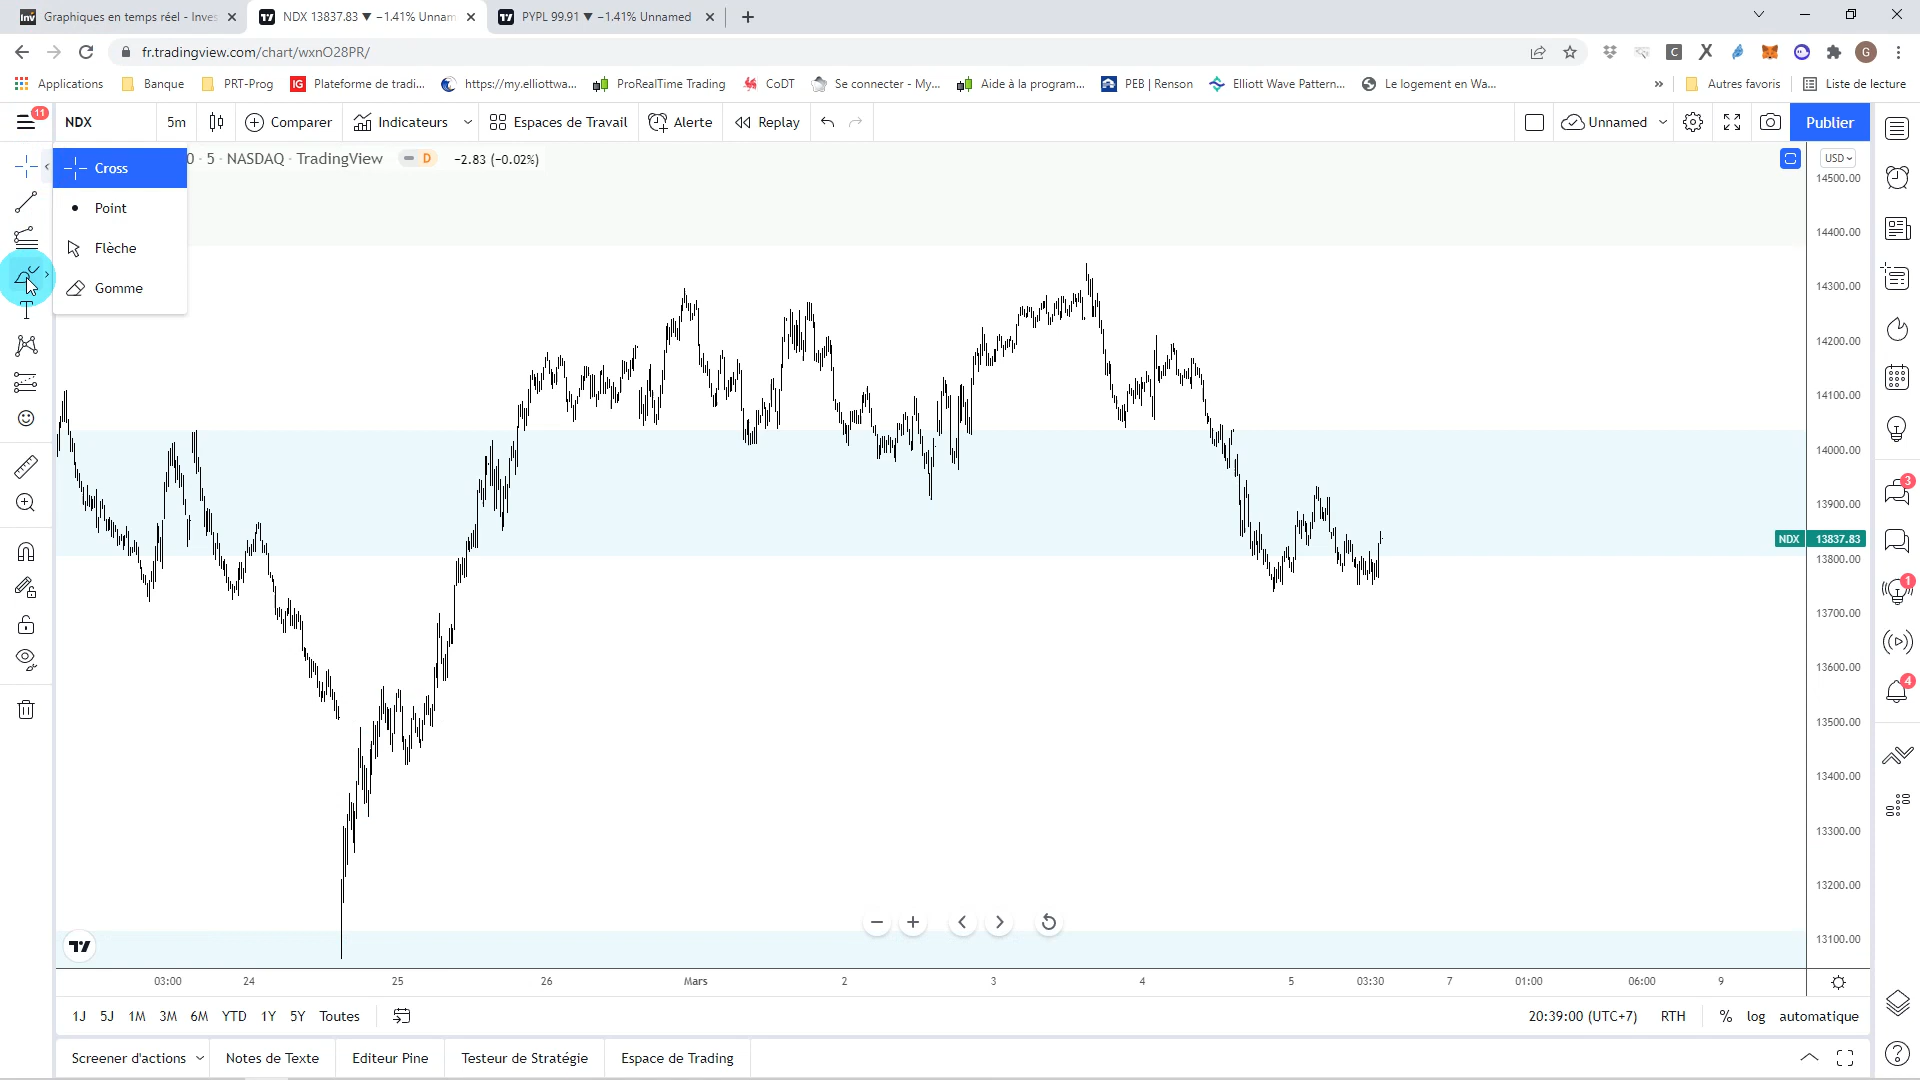 Graphiques en temps réel - Inves
NDX 13837.83 ▼ −1.41% Unnam
PYPL 99.91 ▼ −1.41% Unnamed
fr.tradingview.com/chart/wxnO28PR/
C
X
G
Applications
Banque
PRT-Prog
IG
Plateforme de tradi...
https://my.elliottwa...
ProRealTime Trading
CoDT
Se connecter - My...
Aide à la program...
PEB | Renson
Elliott Wave Pattern...
Le logement en Wa...
»
Autres favoris
Liste de lecture
11
NDX
5m
Comparer
Indicateurs
Espaces de Travail
Alerte
Replay
Unnamed
Publier
Cross
Point
Flèche
Gomme
0 · 5 · NASDAQ · TradingView
D
−2.83 (−0.02%)
USD
14500.00
14400.00
14300.00
14200.00
14100.00
14000.00
13900.00
NDX 13837.83
13800.00
13700.00
13600.00
13500.00
13400.00
13300.00
13200.00
13100.00
3
1
4
03:00
24
25
26
Mars
2
3
4
5
03:30
7
01:00
06:00
9
1J
5J
1M
3M
6M
YTD
1Y
5Y
Toutes
20:39:00 (UTC+7)
RTH
%
log
automatique
Screener d'actions
Notes de Texte
Editeur Pine
Testeur de Stratégie
Espace de Trading